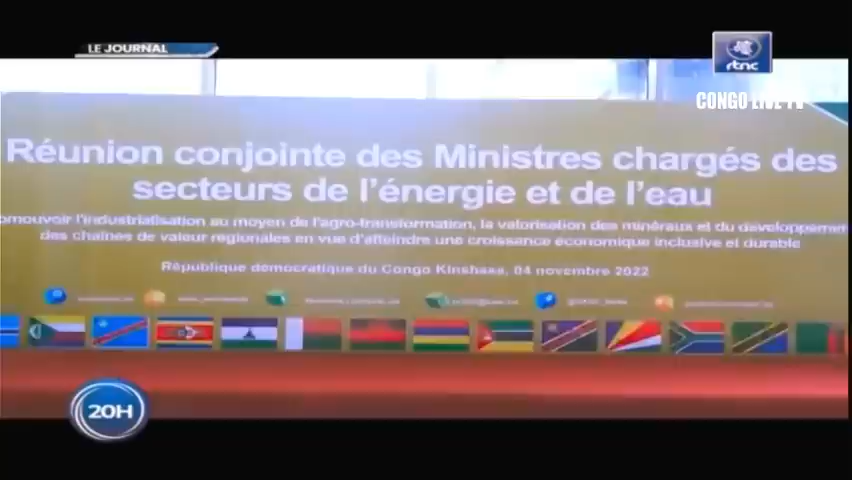 LE JOURNAL
rtnc
CONGO LIVE TV
Réunion conjointe des Ministres chargés des
secteurs de l'énergie et de l'eau
omouvoir l'industrialisation au moyen de l'agro-transformation, la valorisation des minéraux et du développemen
des chaînes de valeur régionales en vue d'atteindre une croissance économique inclusive et durable
République démocratique du Congo Kinshasa, 04 novembre 2022
20H